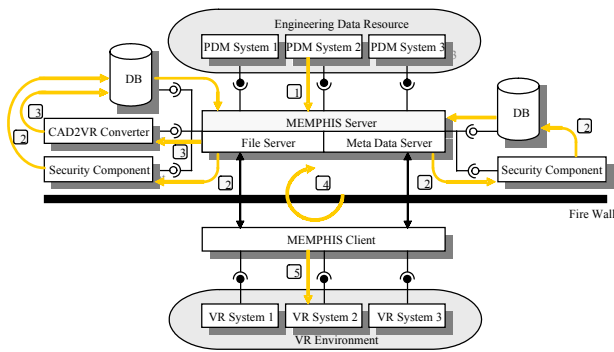 Engineering Data Resource
PDM System 1
PDM System 2
PDM System 3
3
1
DB
DB
3
2
2
MEMPHIS Server
CAD2VR Converter
File Server
Meta Data Server
3
Security Component
Security Component
2
4
2
Fire Wall
MEMPHIS Client
5
VR System 1
VR System 2
VR System 3
VR Environment